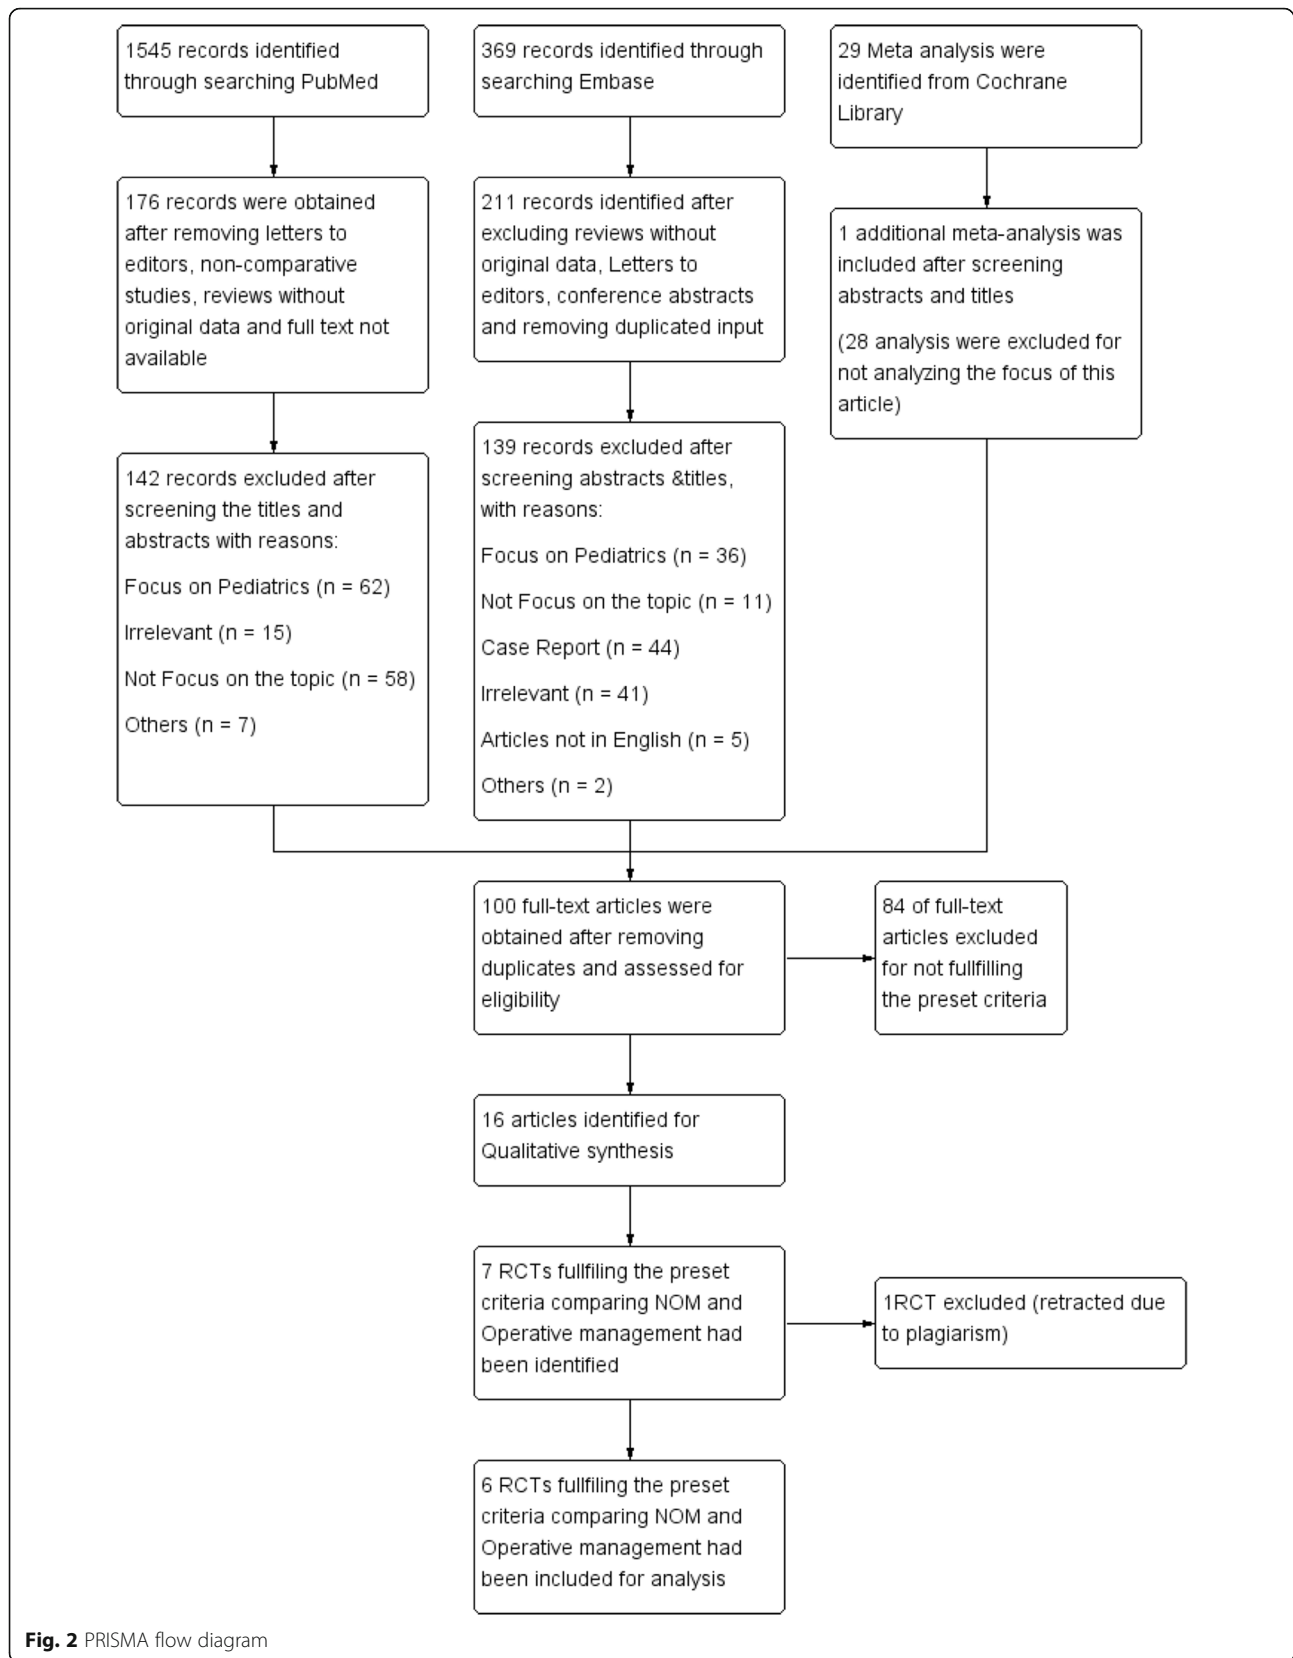 1545 records identified
through searching PubMed
369 records identified through
searching Embase
29 Meta analysis were
identified from Cochrane
Library
176 records were obtained
after removing letters to
editors, non-comparative
studies, reviews without
original data and full text not
available
211 records identified after
excluding reviews without
original data, Letters to
editors, conference abstracts
and removing duplicated input
1 additional meta-analysis was
included after screening
abstracts and titles
(28 analysis were excluded for
not analyzing the focus of this
article)
142 records excluded after
screening the titles and
abstracts with reasons:
Focus on Pediatrics (n = 62)
Irrelevant (n = 15)
Not Focus on the topic (n = 58)
Others (n = 7)
139 records excluded after
screening abstracts &titles,
with reasons:
Focus on Pediatrics (n = 36)
Not Focus on the topic (n = 11)
Case Report (n = 44)
Irrelevant (n = 41)
Articles not in English (n = 5)
Others (n = 2)
100 full-text articles were
obtained after removing
duplicates and assessed for
eligibility
84 of full-text
articles excluded
for not fullfilling
the preset criteria
16 articles identified for
Qualitative synthesis
7 RCTs fullfiling the preset
criteria comparing NOM and
Operative management had
been identified
1RCT excluded (retracted due
to plagiarism)
6 RCTs fullfiling the preset
criteria comparing NOM and
Operative management had
been included for analysis
Fig. 2 PRISMA flow diagram